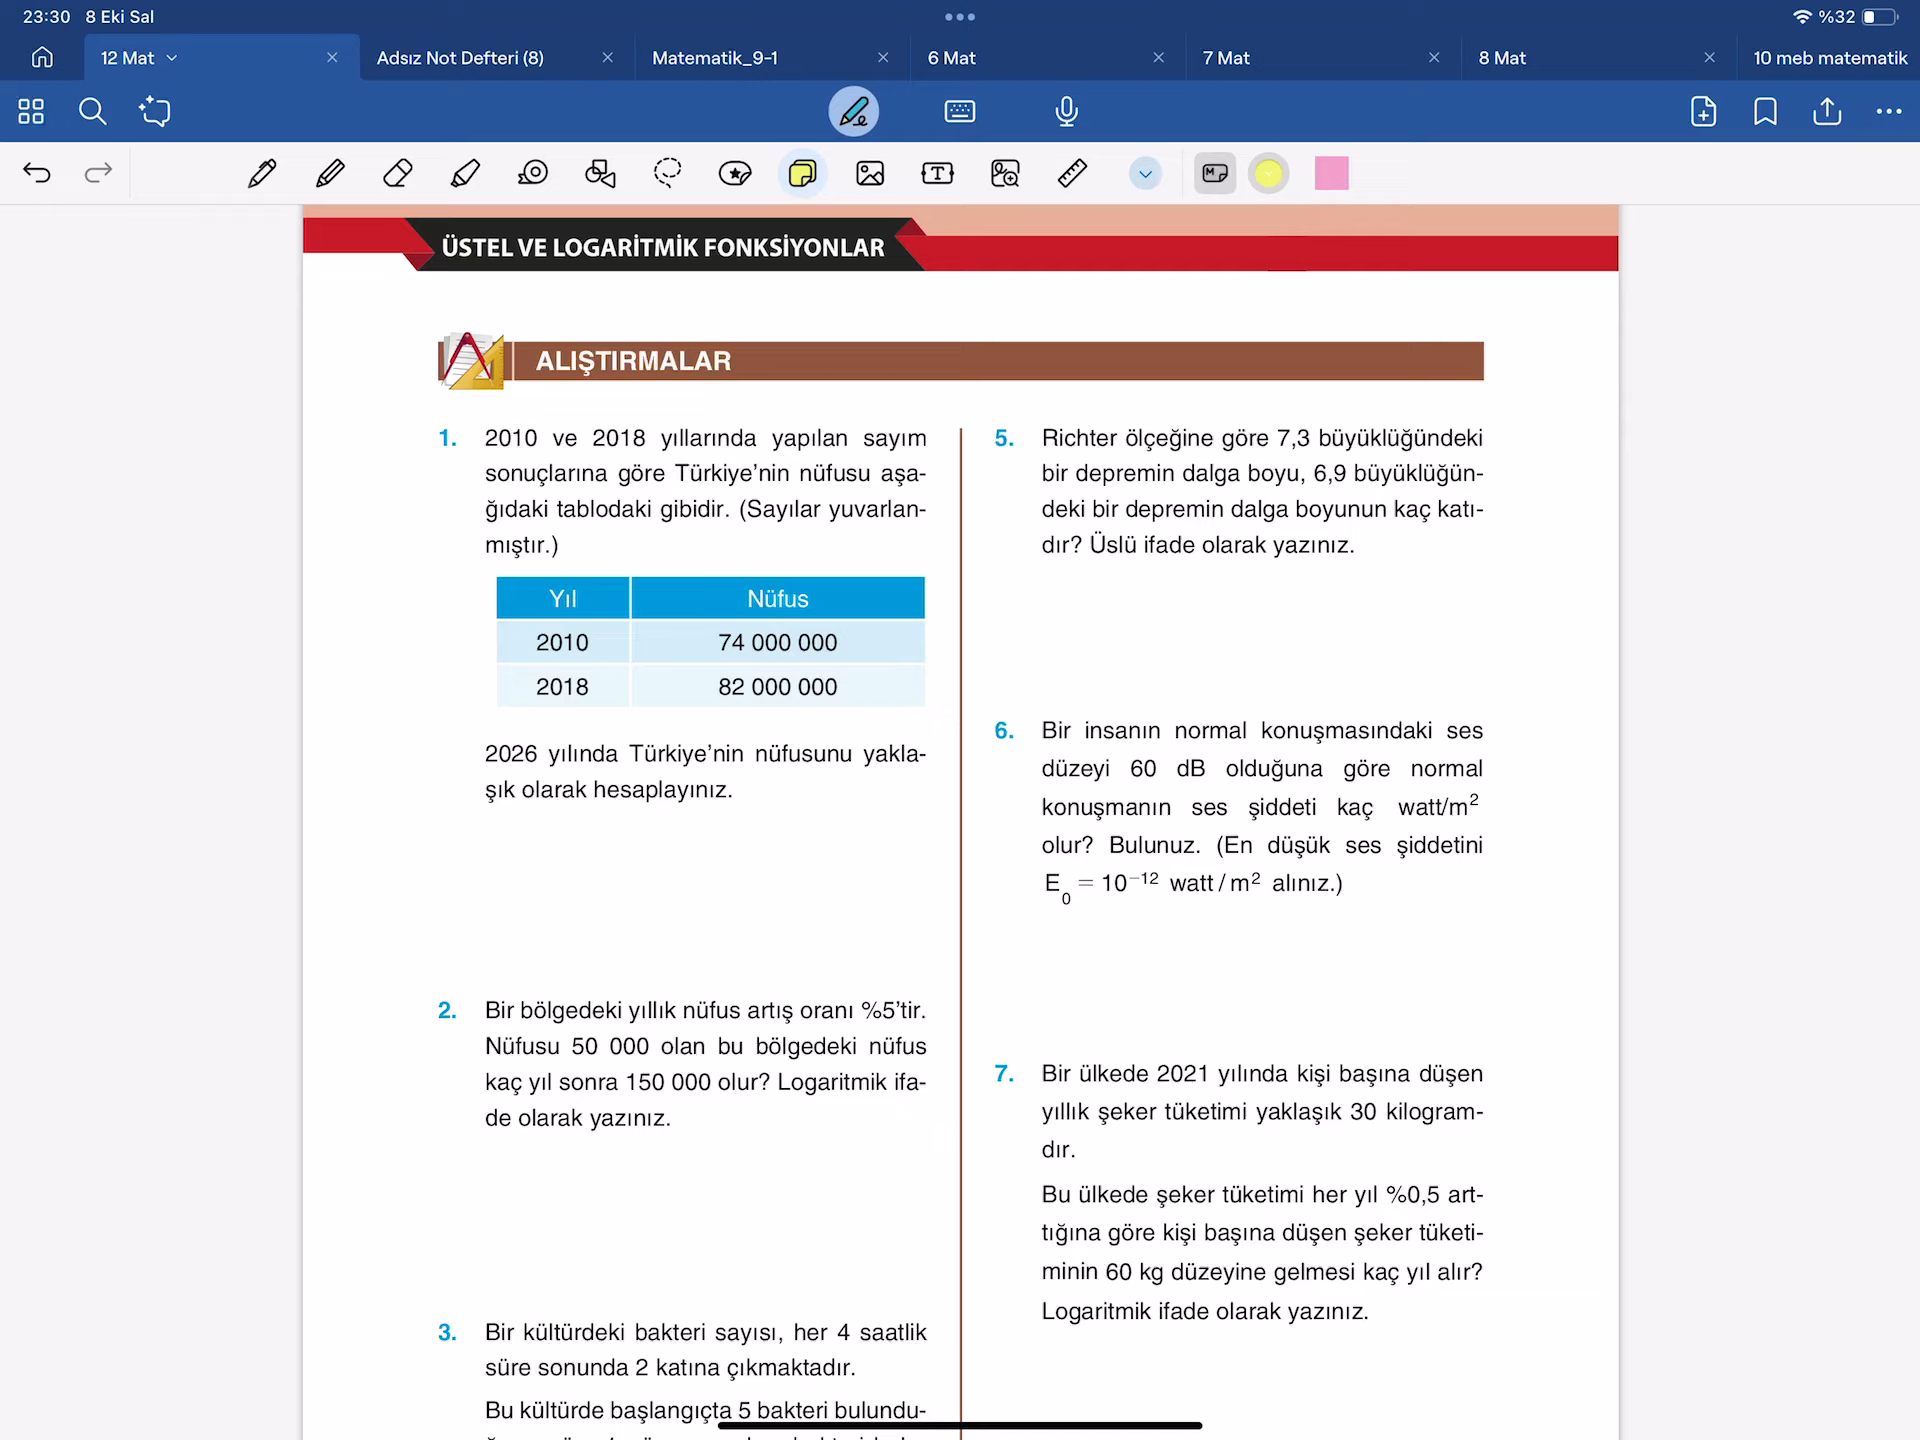 23:30 8 Eki Sal
%32
12 Mat
Adsız Not Defteri (8)
Matematik_9-1
6 Mat
7 Mat
8 Mat
10 meb matematik
ÜSTEL VE LOGARİTMİK FONKSİYONLAR
ALIŞTIRMALAR
1. 2010 ve 2018 yıllarında yapılan sayım
sonuçlarına göre Türkiye’nin nüfusu aşa-
ğıdaki tablodaki gibidir. (Sayılar yuvarlan-
mıştır.)
Yıl Nüfus
2010 74 000 000
2018 82 000 000
2026 yılında Türkiye’nin nüfusunu yakla-
şık olarak hesaplayınız.
2. Bir bölgedeki yıllık nüfus artış oranı %5’tir.
Nüfusu 50 000 olan bu bölgedeki nüfus
kaç yıl sonra 150 000 olur? Logaritmik ifa-
de olarak yazınız.
3. Bir kültürdeki bakteri sayısı, her 4 saatlik
süre sonunda 2 katına çıkmaktadır.
Bu kültürde başlangıçta 5 bakteri bulundu-
5. Richter ölçeğine göre 7,3 büyüklüğündeki
bir depremin dalga boyu, 6,9 büyüklüğün-
deki bir depremin dalga boyunun kaç katı-
dır? Üslü ifade olarak yazınız.
6. Bir insanın normal konuşmasındaki ses
düzeyi 60 dB olduğuna göre normal
konuşmanın ses şiddeti kaç watt/m²
olur? Bulunuz. (En düşük ses şiddetini
E₀ = 10⁻¹² watt / m² alınız.)
7. Bir ülkede 2021 yılında kişi başına düşen
yıllık şeker tüketimi yaklaşık 30 kilogram-
dır.
Bu ülkede şeker tüketimi her yıl %0,5 art-
tığına göre kişi başına düşen şeker tüketi-
minin 60 kg düzeyine gelmesi kaç yıl alır?
Logaritmik ifade olarak yazınız.